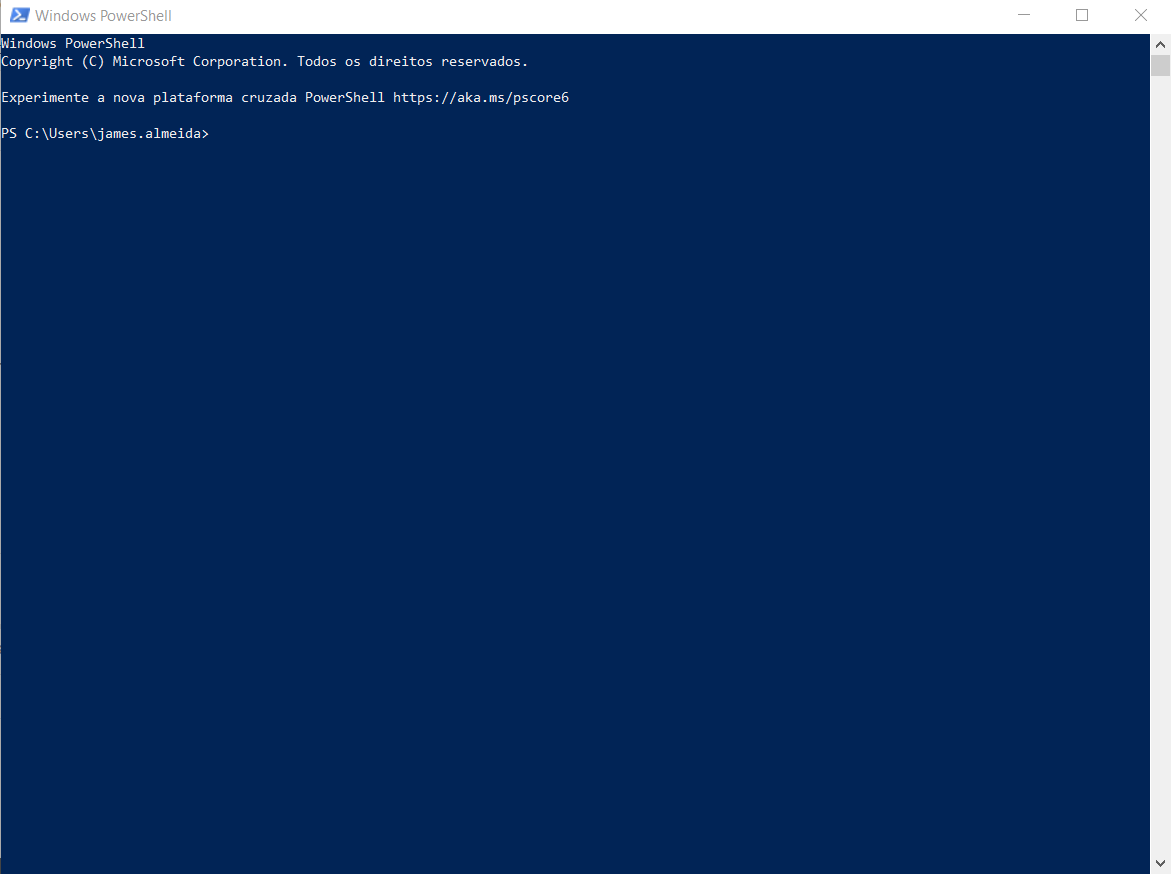 Windows PowerShell
Windows PowerShell
Copyright (C) Microsoft Corporation. Todos os direitos reservados.
Experimente a nova plataforma cruzada PowerShell https://aka.ms/pscore6
PS C:\Users\james.almeida>